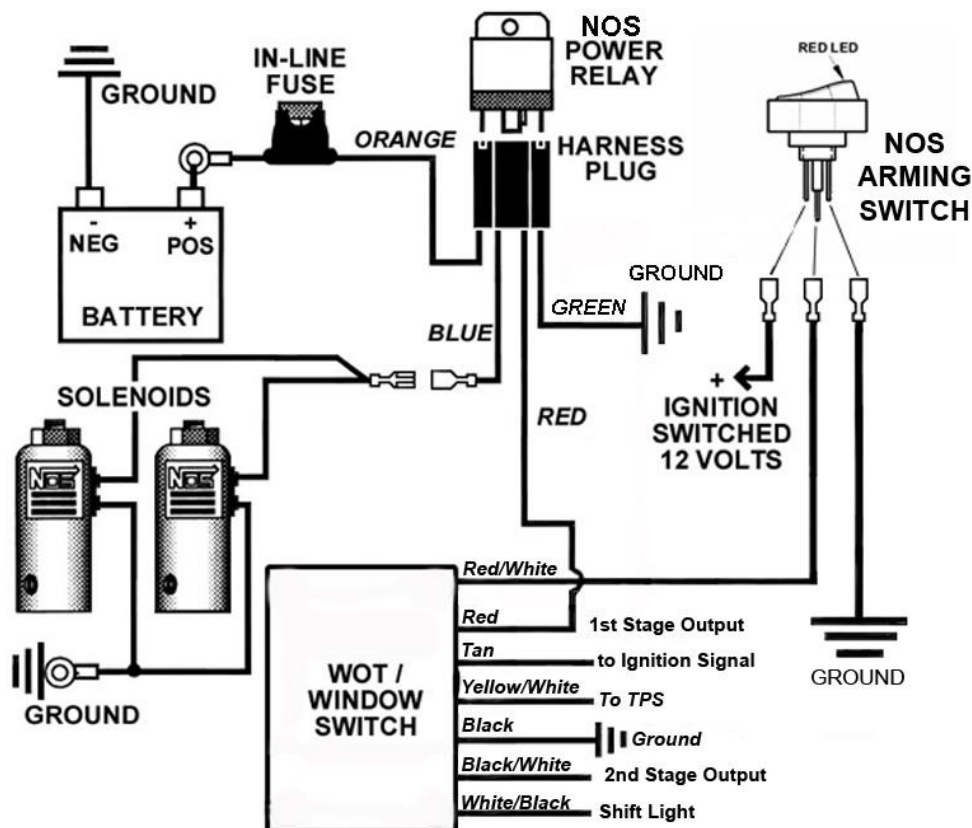 GROUND
IN-LINE
FUSE
ORANGE
NOS
POWER
RELAY
HARNESS
PLUG
RED LED
NOS
ARMING
SWITCH
-
NEG
+
POS
BATTERY
GROUND
GREEN
BLUE
RED
+
IGNITION
SWITCHED
12 VOLTS
SOLENOIDS
NOS
NOS
GROUND
WOT /
WINDOW
SWITCH
Red/White
Red
1st Stage Output
Tan
to Ignition Signal
Yellow/White
To TPS
Black
Ground
Black/White
2nd Stage Output
White/Black
Shift Light
GROUND